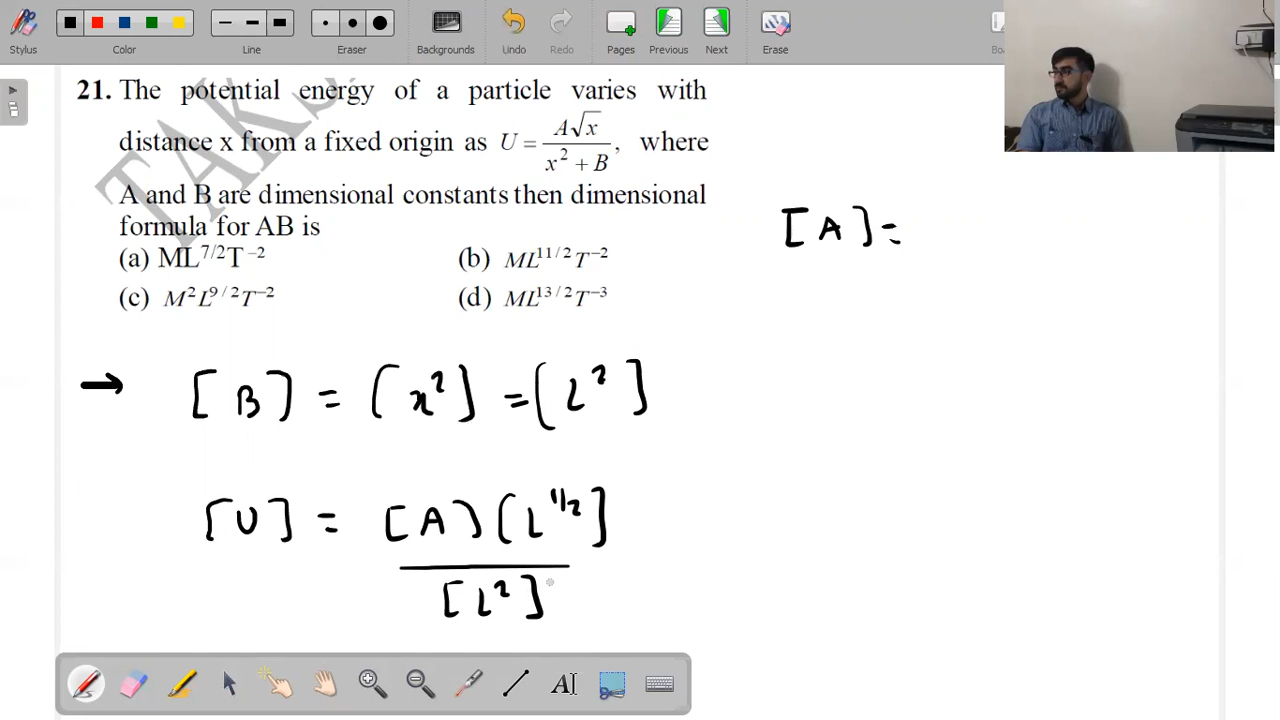 Stylus Color Line Eraser Backgrounds Undo Redo Pages Previous Next Erase
21. The potential energy of a particle varies with
distance x from a fixed origin as U = A√x / x² + B, where
A and B are dimensional constants then dimensional
formula for AB is
(a) ML^7/2 T^–2 (b) ML^11/2 T^–2
(c) M²L^9/2 T^–2 (d) ML^13/2 T^–3
[A] =
→ [B] = [x²] = [L²]
[U] = [A][L^1/2]
[L²]